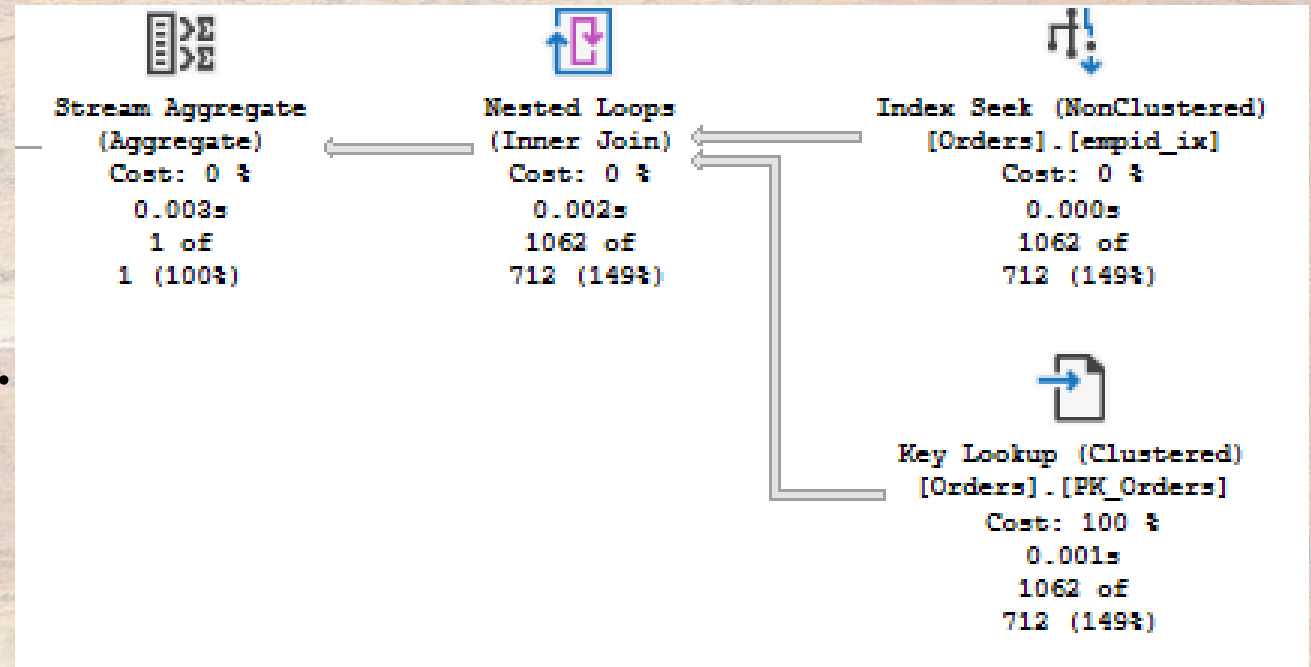 Stream Aggregate
(Aggregate)
Cost: 0 %
0.003s
1 of
1 (100%)
Nested Loops
(Inner Join)
Cost: 0 %
0.002s
1062 of
712 (149%)
Index Seek (NonClustered)
[Orders].[empid_ix]
Cost: 0 %
0.000s
1062 of
712 (149%)
Key Lookup (Clustered)
[Orders].[PK_Orders]
Cost: 100 %
0.001s
1062 of
712 (149%)